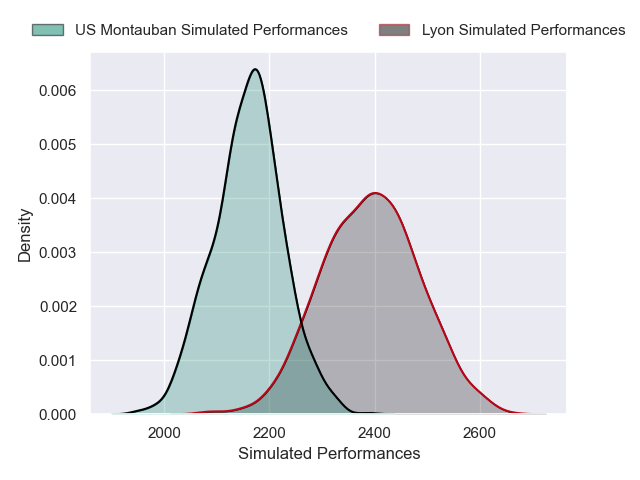 US Montauban Simulated Performances Lyon Simulated Performances
0.006
0.005
0.004
0.003
0.002
0.001
0.000
Density
2000 2200 2400 2600
Simulated Performances